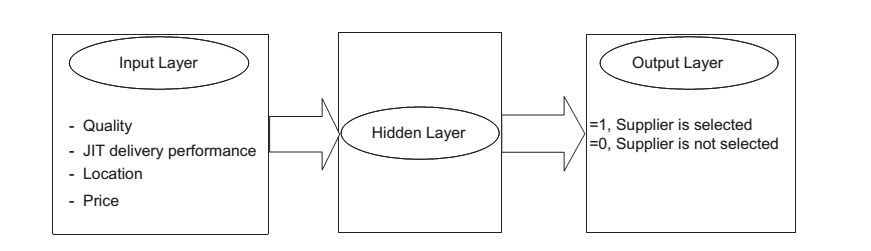 Input Layer
- Quality
- JIT delivery performance
- Location
- Price
Hidden Layer
Output Layer
=1, Supplier is selected
=0, Supplier is not selected